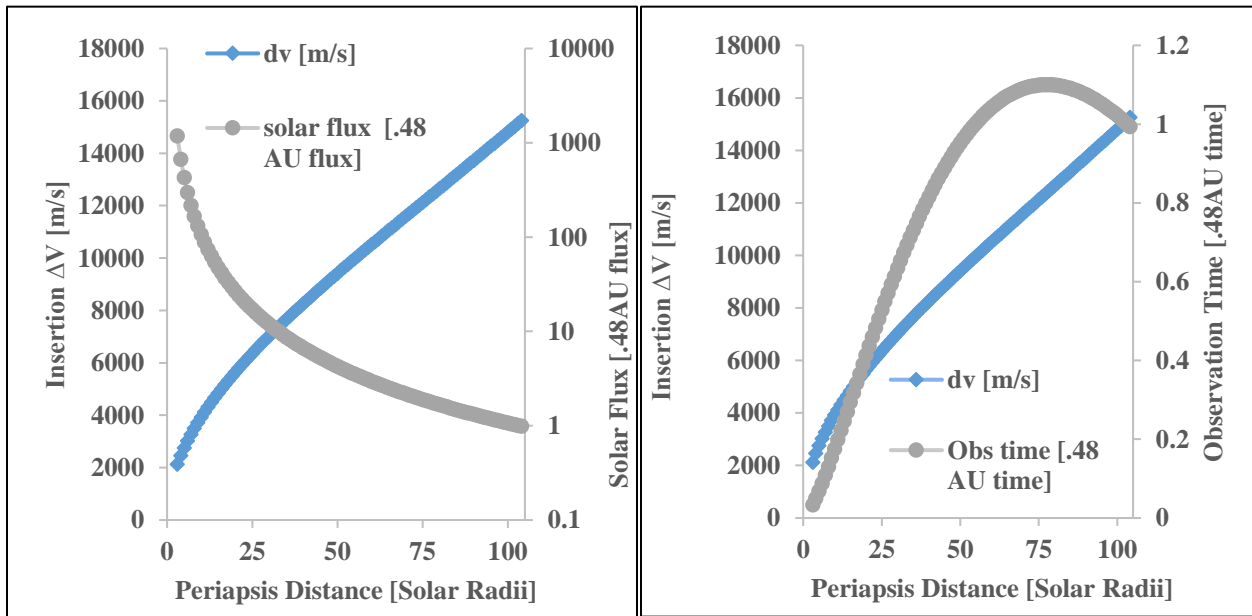 18000
16000
14000
12000
10000
8000
6000
4000
2000
0
Insertion ΔV [m/s]
dv [m/s]
solar flux [.48
AU flux]
10000
1000
100
10
1
0.1
Solar Flux [.48AU flux]
0 25 50 75 100
Periapsis Distance [Solar Radii]
18000
16000
14000
12000
10000
8000
6000
4000
2000
0
Insertion ΔV [m/s]
dv [m/s]
Obs time [.48
AU time]
1.2
1
0.8
0.6
0.4
0.2
0
Observation Time [.48AU time]
0 25 50 75 100
Periapsis Distance [Solar Radii]